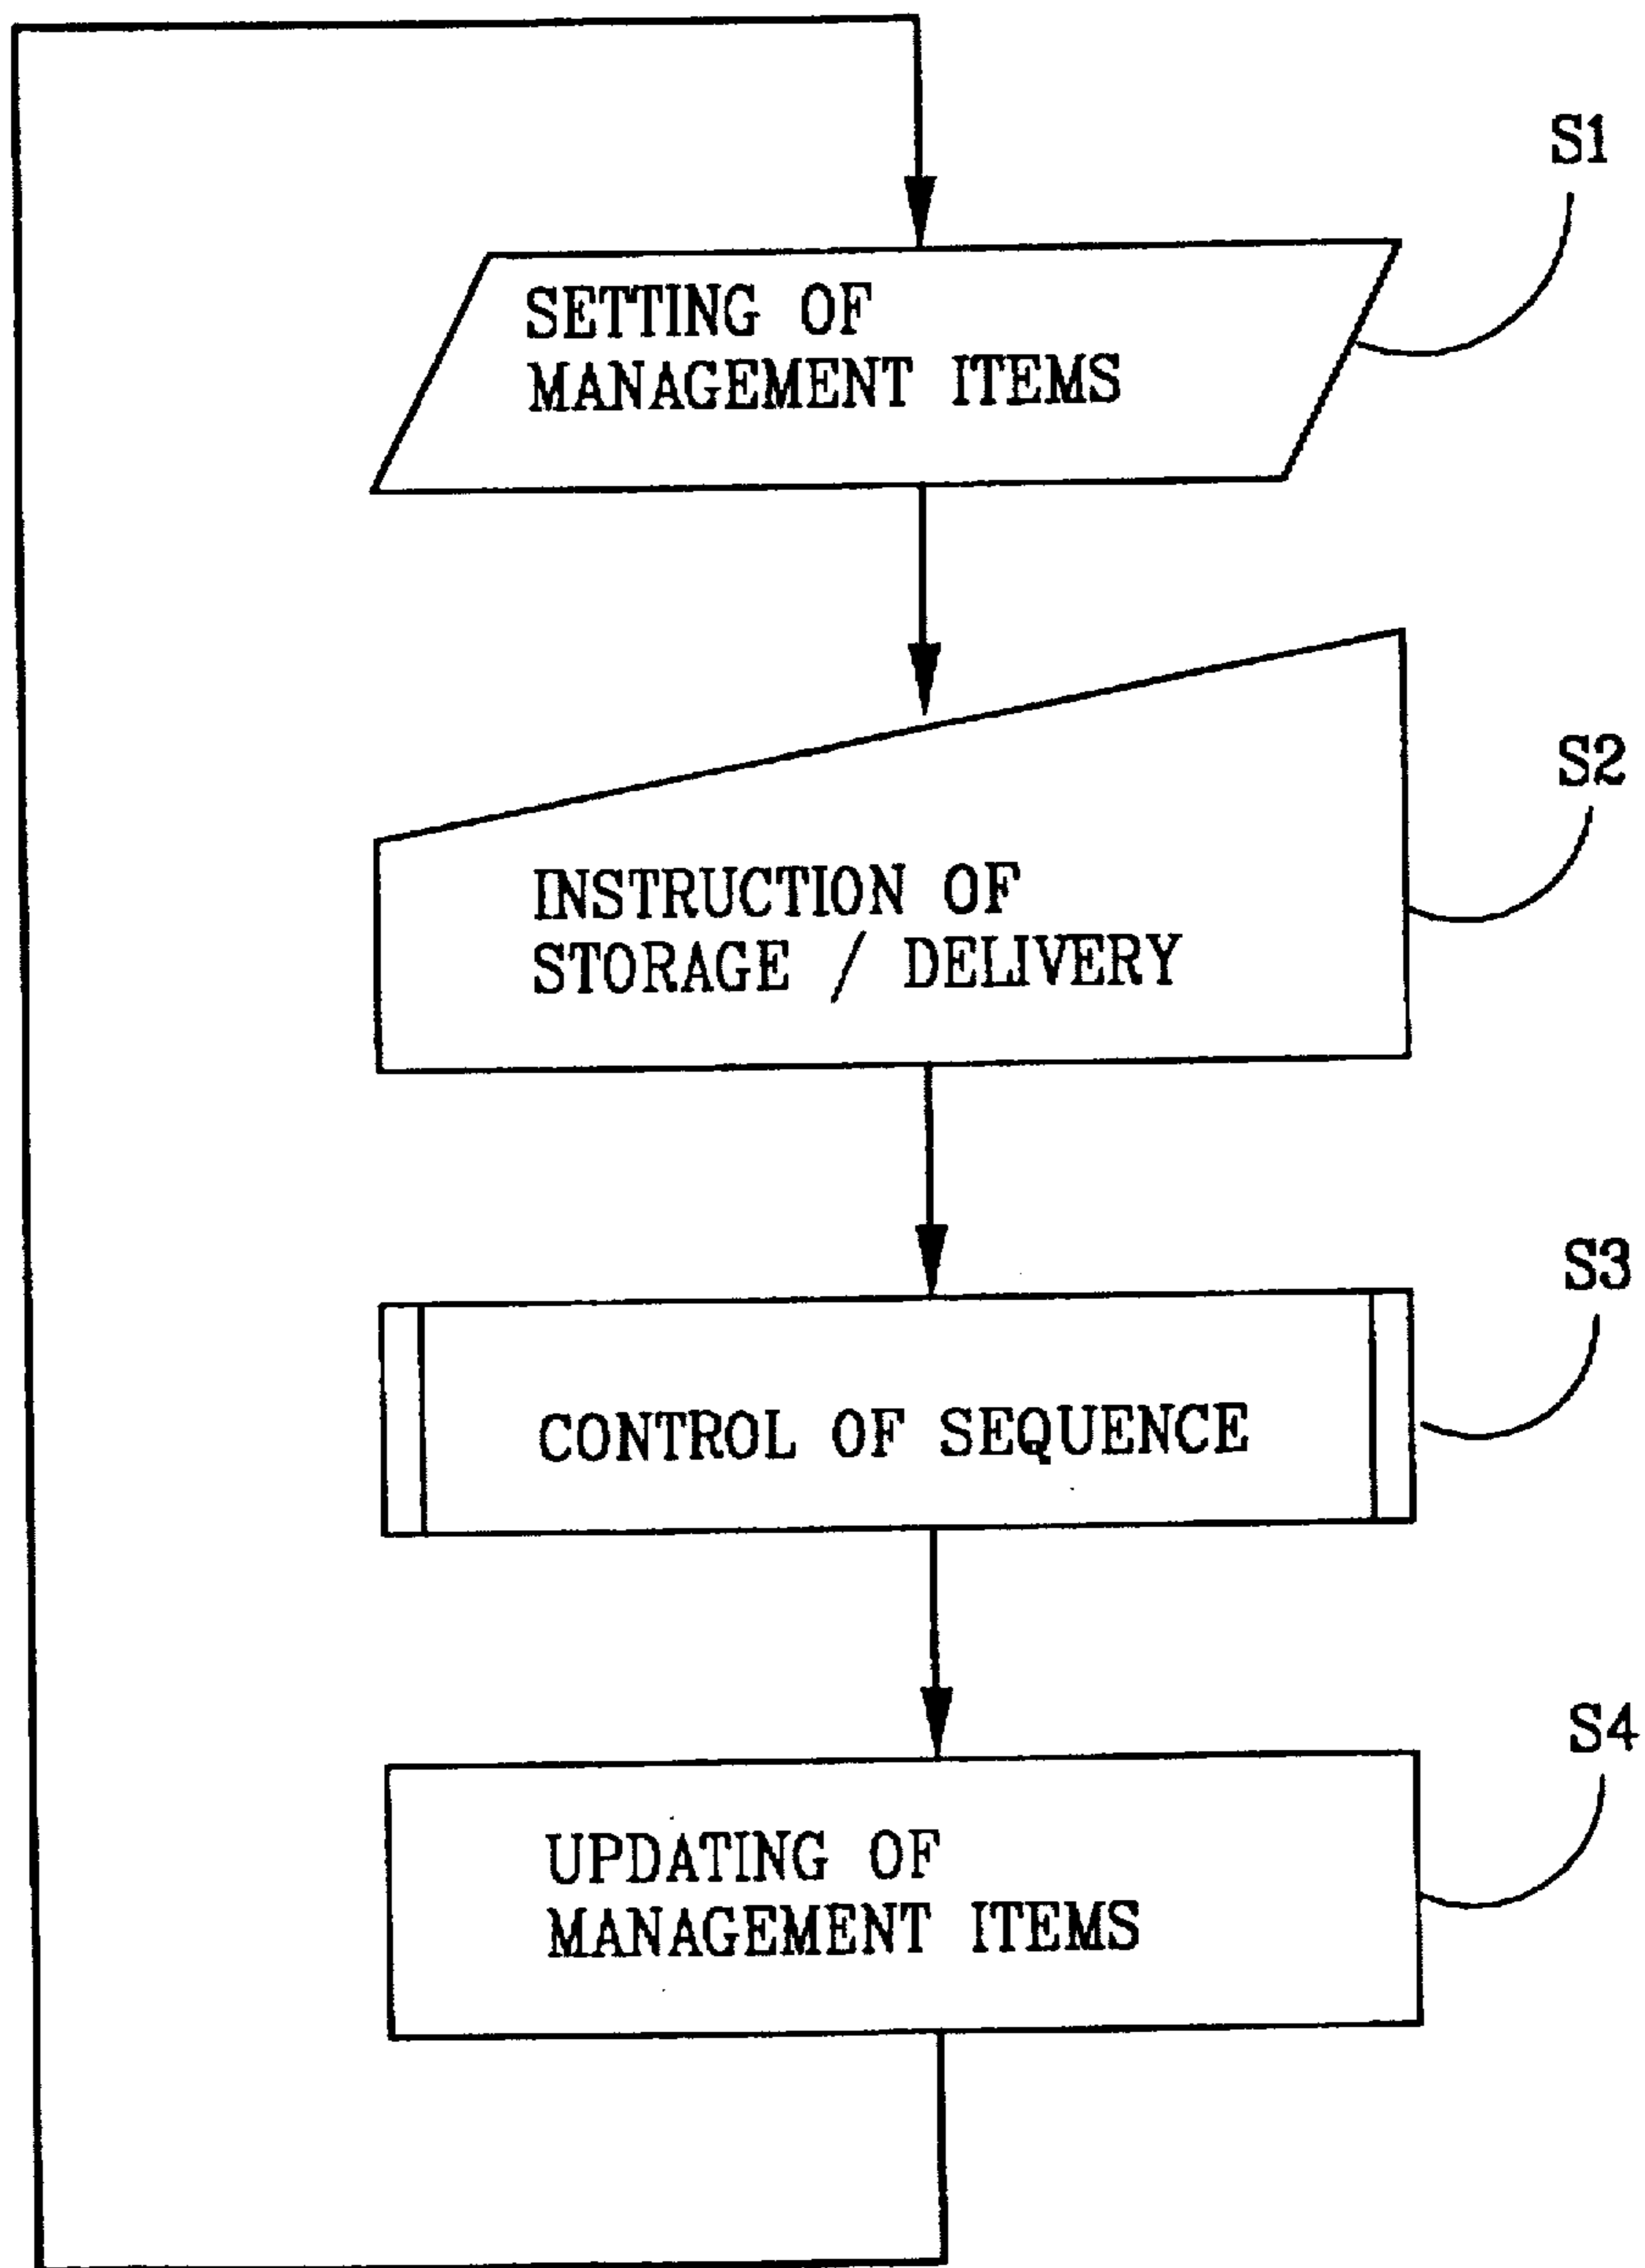 S1
SETTING OF
MANAGEMENT ITEMS
S2
INSTRUCTION OF
STORAGE / DELIVERY
S3
CONTROL OF SEQUENCE
S4
UPDATING OF
MANAGEMENT ITEMS